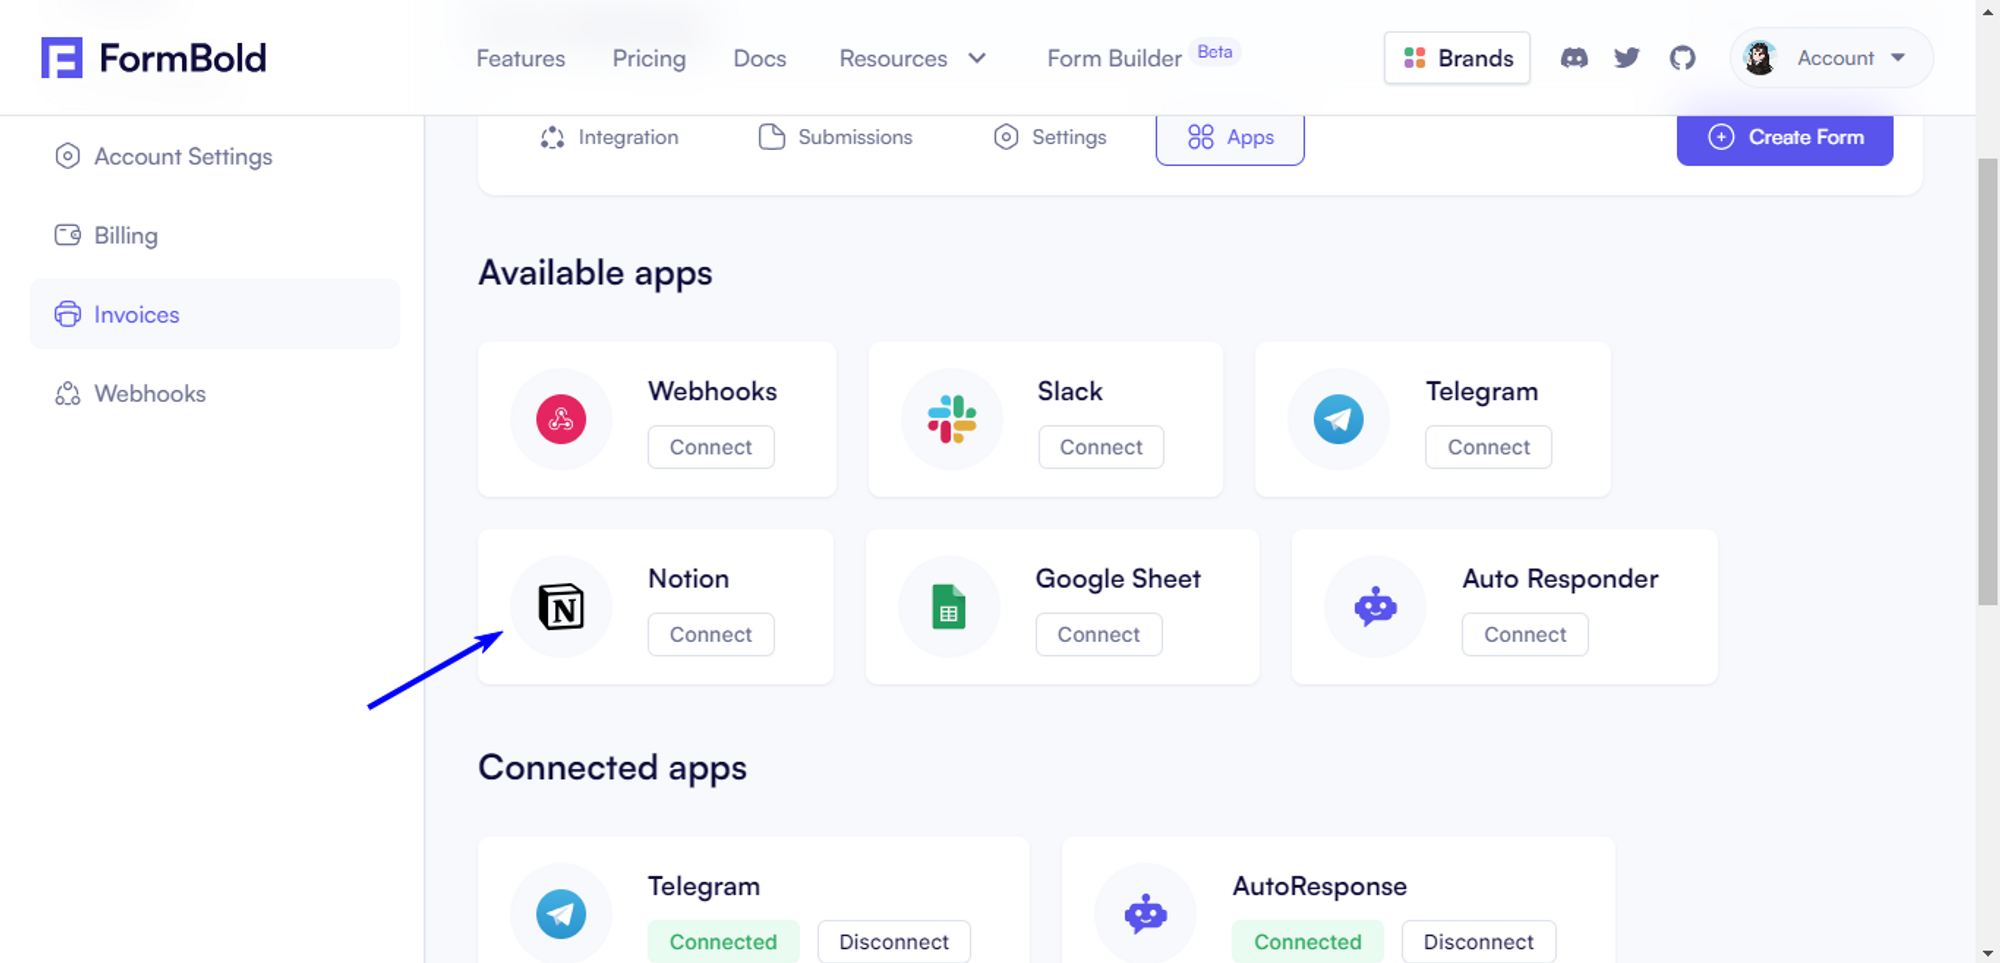 FormBold
Features Pricing Docs Resources Form Builder Beta Brands Account
Integration Submissions Settings Apps Create Form
Account Settings
Billing
Invoices
Webhooks
Available apps
Webhooks
Connect
Slack
Connect
Telegram
Connect
Notion
Connect
Google Sheet
Connect
Auto Responder
Connect
Connected apps
Telegram
Connected Disconnect
AutoResponse
Connected Disconnect